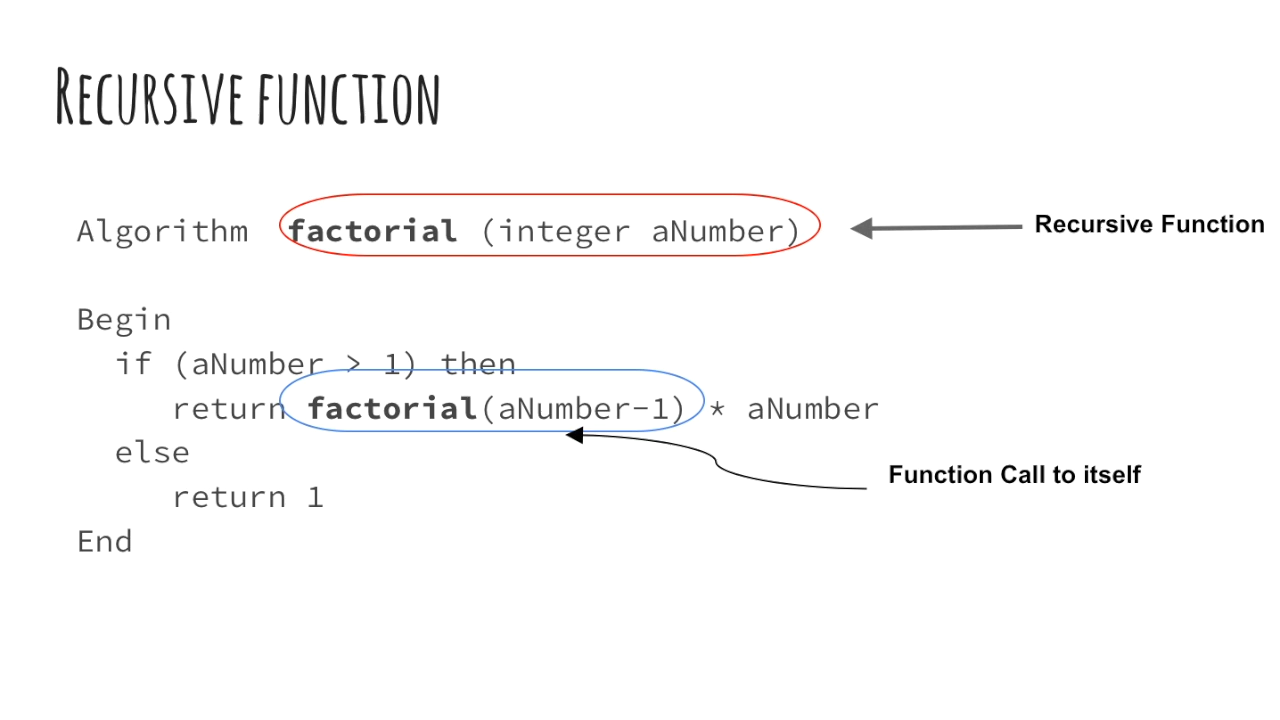 Recursive function
Algorithm factorial (integer aNumber)
Recursive Function
Begin
if (aNumber > 1) then
return factorial(aNumber-1) * aNumber
else
Function Call to itself
return 1
End